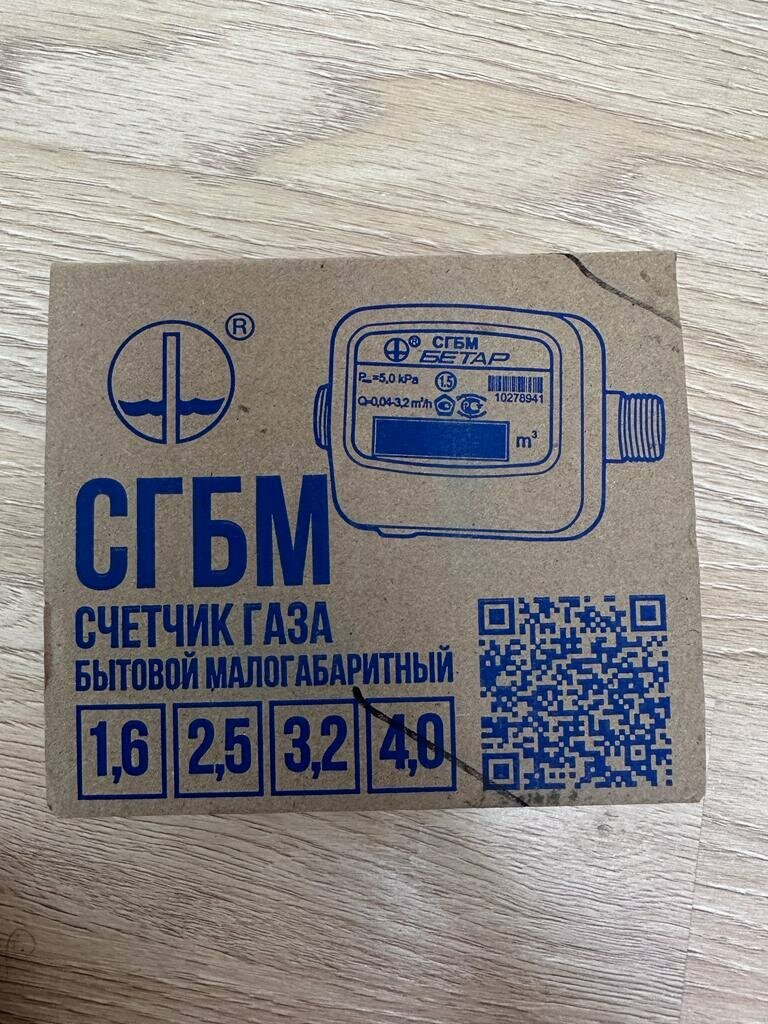 ®
® СГБМ
БЕТАР
Pmax=5,0 kPa 1.5
Q=0,04-3,2 m³/h РСТ 10278941
m³
СГБМ
СЧЕТЧИК ГАЗА
БЫТОВОЙ МАЛОГАБАРИТНЫЙ
1,6 2,5 3,2 4,0